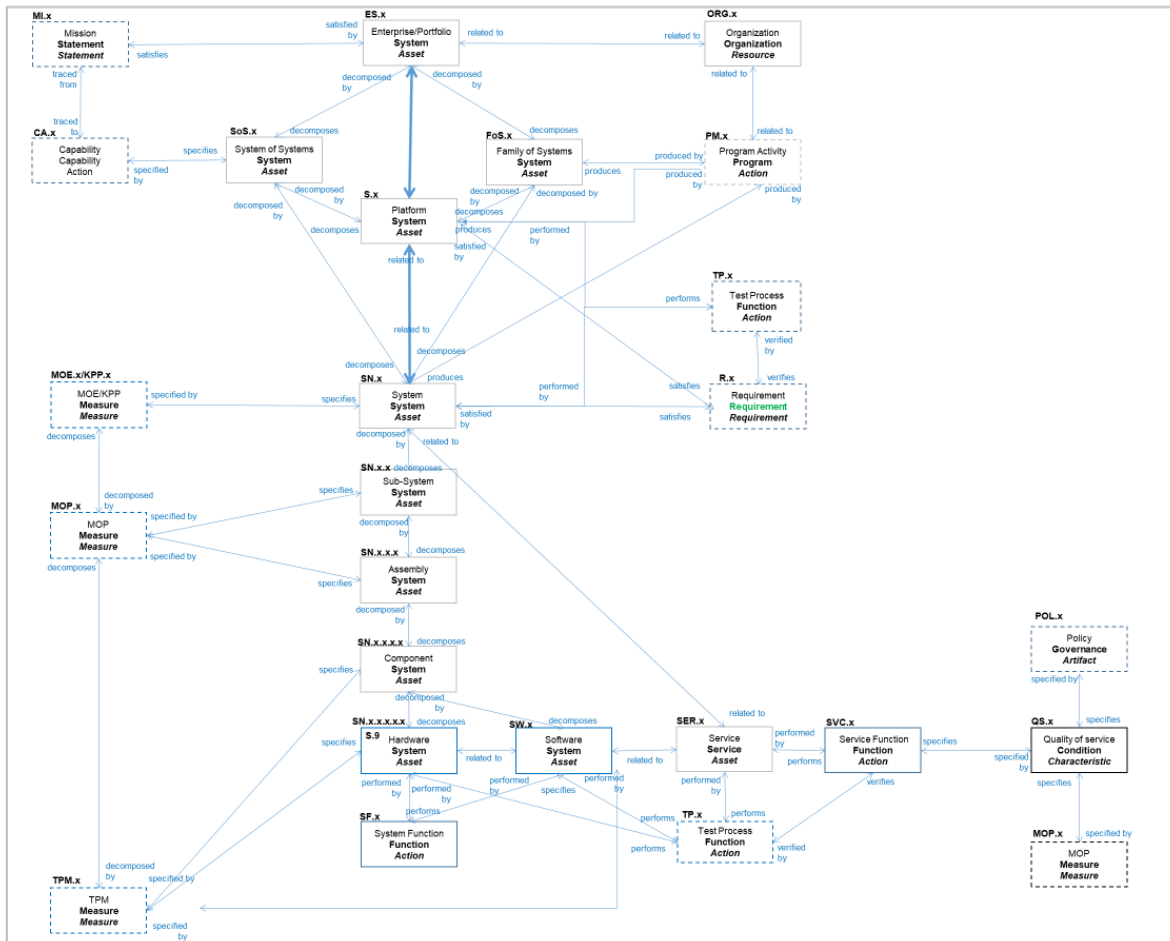 MI.x
Mission
Statement
Statement
satisfied
by
satisfies
ES.x
Enterprise/Portfolio
System
Asset
related to
related to
ORG.x
Organization
Organization
Resource
related to
traced
from
traced
to
decomposed
by
decomposed
by
CA.x
Capability
Capability
Action
specifies
specified
by
SoS.x
System of Systems
System
Asset
decomposes
decomposes
FoS.x
Family of Systems
System
Asset
produced by
produces
produced
by
PM.x
related to
Program Activity
Program
Action
produced
by
decomposed
by
decomposed
by
decomposes
S.x
Platform
System
Asset
decomposed
by
decomposed by
decomposes
produces
satisfied
by
performed
by
related to
related to
TP.x
Test Process
Function
Action
performs
verified
by
verifies
decomposes
decomposes
produces
MOE.x/KPP.x
MOE/KPP
Measure
Measure
specified by
specifies
SN.x
System
System
Asset
satisfied
by
performed
by
satisfies
satisfies
R.x
Requirement
Requirement
Requirement
decomposes
decomposed
by
decomposed
by
related to
SN.x.x
decomposes
Sub-System
System
Asset
specifies
MOP.x
MOP
Measure
Measure
specified by
specified by
decomposes
decomposed
by
decomposes
SN.x.x.x
Assembly
System
Asset
specifies
decomposed
by
decomposes
SN.x.x.x.x
Component
System
Asset
specifies
decomposed
by
decomposes
decomposes
SN.x.x.x.x.x
S.9
Hardware
System
Asset
specifies
related to
SW.x
Software
System
Asset
related to
SER.x
related to
Service
Service
Asset
performed
by
performs
SVC.x
Service Function
Function
Action
specifies
specified
by
POL.x
Policy
Governance
Artifact
specified by
specifies
QS.x
Quality of service
Condition
Characteristic
specifies
specified by
MOP.x
MOP
Measure
Measure
performed
by
performed
by
performed
by
specifies
performed
by
performed
by
verifies
performs
performs
performs
performs
SF.x
System Function
Function
Action
TP.x
Test Process
Function
Action
verified
by
decomposed
by
specified by
TPM.x
TPM
Measure
Measure
specified
by